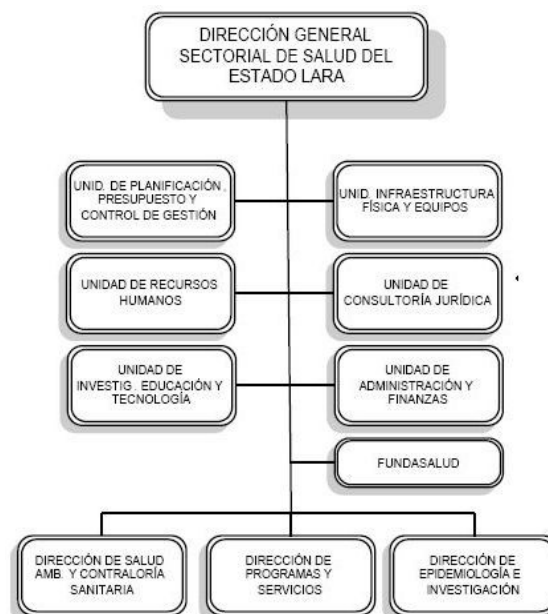 DIRECCIÓN GENERAL
SECTORIAL DE SALUD DEL
ESTADO LARA
UNID. DE PLANIFICACIÓN,
PRESUPUESTO Y
CONTROL DE GESTIÓN
UNID. INFRAESTRUCTURA
FÍSICA Y EQUIPOS
UNIDAD DE RECURSOS
HUMANOS
UNIDAD DE
CONSULTORÍA JURÍDICA
UNIDAD DE
INVESTIG. EDUCACIÓN Y
TECNOLOGÍA
UNIDAD DE
ADMINISTRACIÓN Y
FINANZAS
FUNDASALUD
DIRECCIÓN DE SALUD
AMB. Y CONTRALORÍA
SANITARIA
DIRECCIÓN DE
PROGRAMAS Y
SERVICIOS
DIRECCIÓN DE
EPIDEMIOLOGÍA E
INVESTIGACIÓN